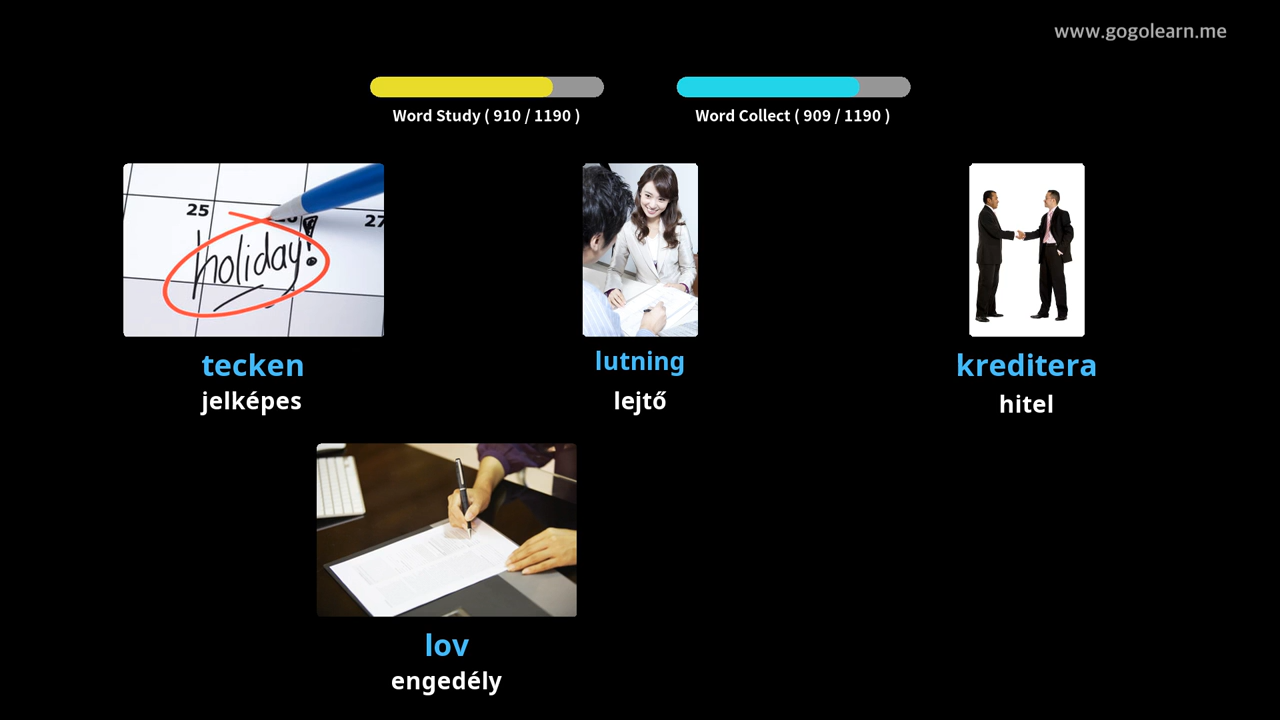 www.gogolearn.me
Word Study ( 910 / 1190 )
Word Collect ( 909 / 1190 )
25
27
holiday!
tecken
jelképes
lutning
lejtő
kreditera
hitel
lov
engedély